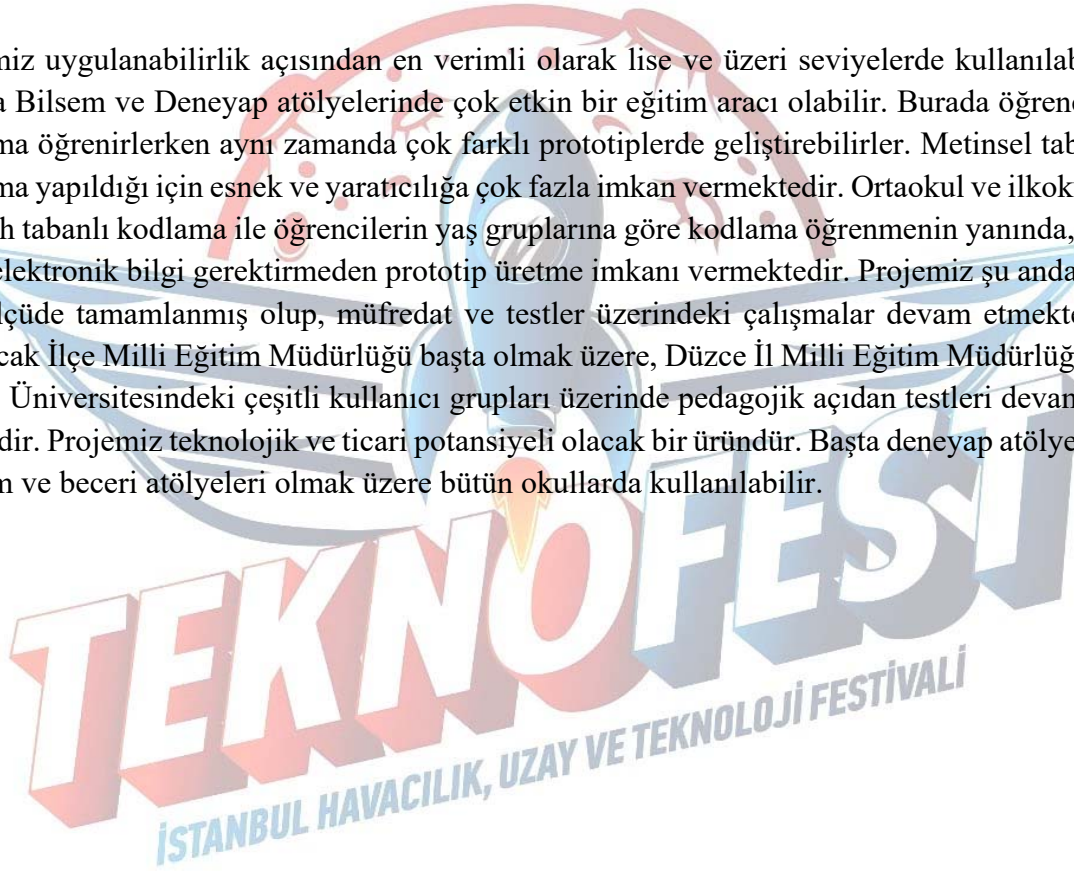 miz uygulanabilirlik açısından en verimli olarak lise ve üzeri seviyelerde kullanılab
a Bilsem ve Deneyap atölyelerinde çok etkin bir eğitim aracı olabilir. Burada öğrenc
ma öğrenirlerken aynı zamanda çok farklı prototiplerde geliştirebilirler. Metinsel tab
ma yapıldığı için esnek ve yaratıcılığa çok fazla imkan vermektedir. Ortaokul ve ilkok
h tabanlı kodlama ile öğrencilerin yaş gruplarına göre kodlama öğrenmenin yanında,
elektronik bilgi gerektirmeden prototip üretme imkanı vermektedir. Projemiz şu anda
lçüde tamamlanmış olup, müfredat ve testler üzerindeki çalışmalar devam etmekte
cak İlçe Milli Eğitim Müdürlüğü başta olmak üzere, Düzce İl Milli Eğitim Müdürlüğ
Üniversitesindeki çeşitli kullanıcı grupları üzerinde pedagojik açıdan testleri devam
dir. Projemiz teknolojik ve ticari potansiyeli olacak bir üründür. Başta deneyap atölye
m ve beceri atölyeleri olmak üzere bütün okullarda kullanılabilir.
TEKNOFEST
İSTANBUL HAVACILIK, UZAY VE TEKNOLOJİ FESTİVALİ